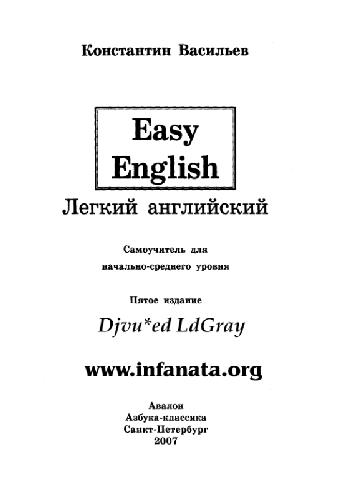 Константин Васильев
Easy
English
Легкий английский
Самоучитель для
начально-среднего уровня
Пятое издание
Djvu*ed LdGray
www.infanata.org
Авалон
Азбука-классика
Санкт-Петербург
2007